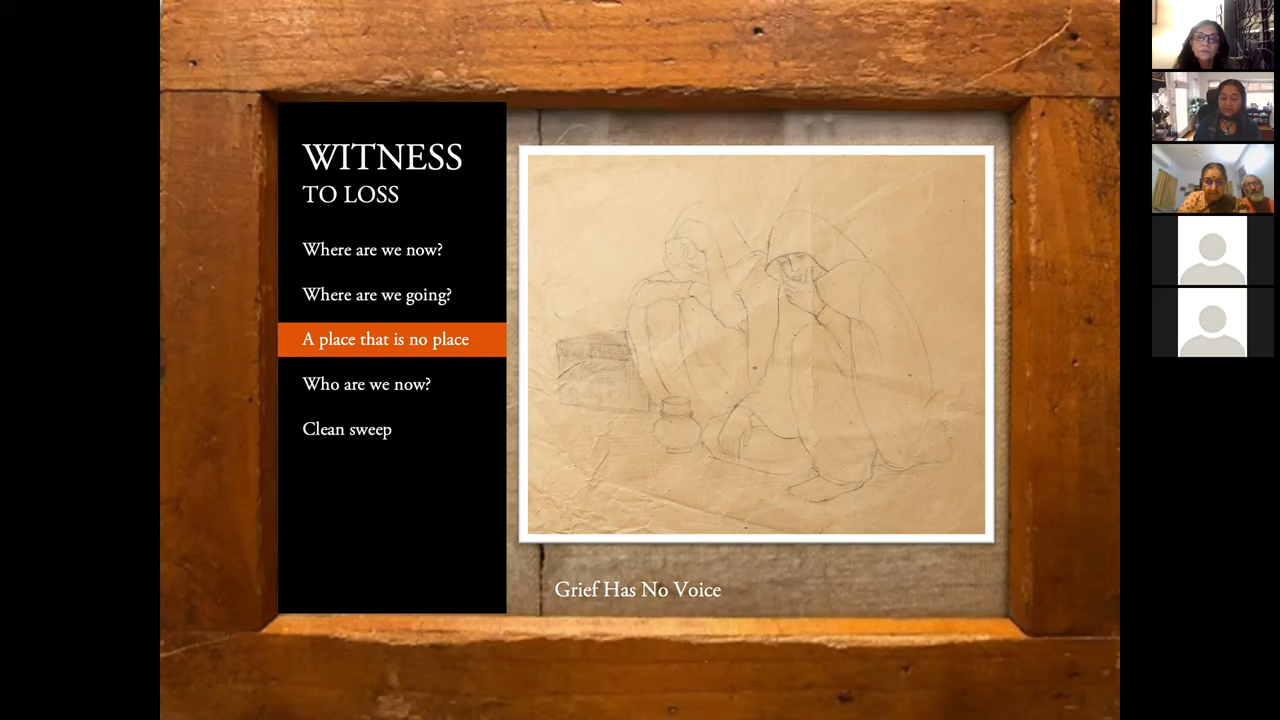 WITNESS
TO LOSS
Where are we now?
Where are we going?
A place that is no place
Who are we now?
Clean sweep
Grief Has No Voice